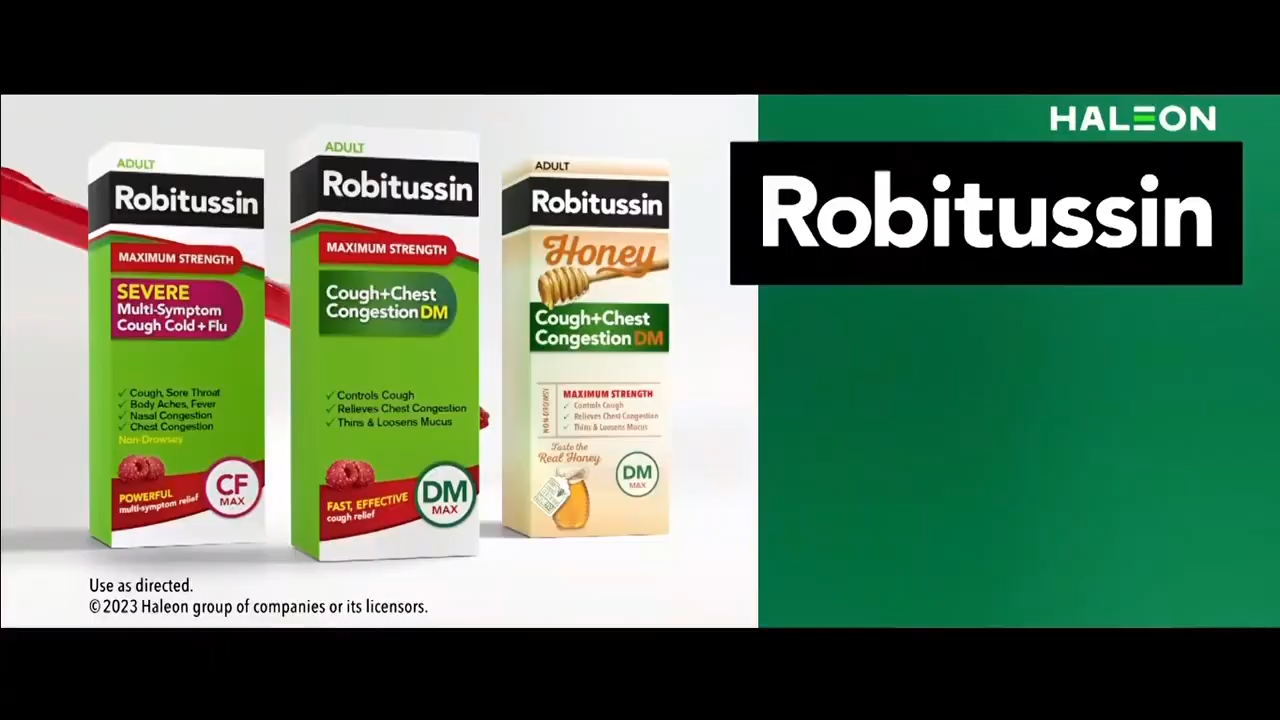 ADULT
Robitussin
MAXIMUM STRENGTH
SEVERE
Multi-Symptom
Cough Cold + Flu
✓ Cough, Sore Throat
✓ Body Aches, Fever
✓ Nasal Congestion
✓ Chest Congestion
Non-Drowsey
POWERFUL
multi-symptom relief
CF
MAX
ADULT
Robitussin
MAXIMUM STRENGTH
Cough+Chest
Congestion DM
✓ Controls Cough
✓ Relieves Chest Congestion
✓ Thins & Loosens Mucus
FAST, EFFECTIVE
cough relief
DM
MAX
ADULT
Robitussin
Honey
Cough+Chest
Congestion DM
NON-DROWSY
MAXIMUM STRENGTH
✓ Controls Cough
✓ Relieves Chest Congestion
✓ Thins & Loosens Mucus
Taste the
Real Honey
DM
MAX
HALEON
Robitussin
Use as directed.
©2023 Haleon group of companies or its licensors.